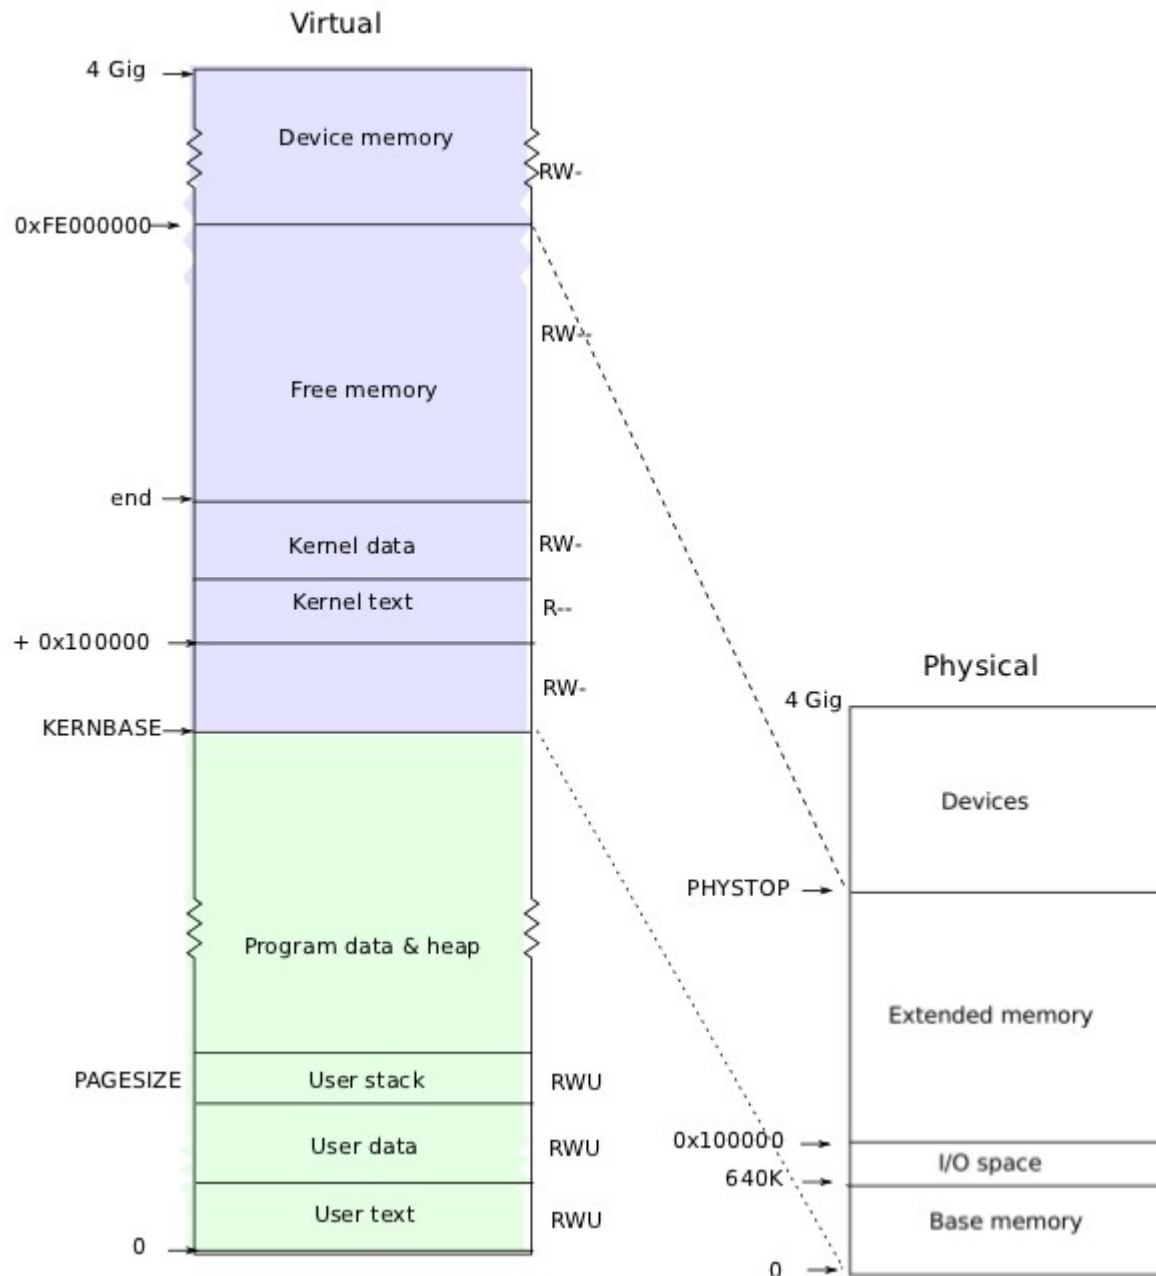 Virtual
4 Gig
Device memory
RW-
0xFE000000
RW--
Free memory
end
Kernel data
RW-
Kernel text
R--
+ 0x100000
RW-
KERNBASE
Program data & heap
PAGESIZE
User stack
RWU
User data
RWU
User text
RWU
0
Physical
4 Gig
Devices
PHYSTOP
Extended memory
0x100000
I/O space
640K
Base memory
0